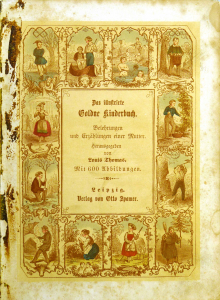 Das illustrirte
Goldne Kinderbuch.
Belehrungen
und Erzählungen einer Mutter.
Herausgegeben
von
Louis Thomas.
Mit 600 Abbildungen.
Leipzig.
Verlag von Otto Spamer.